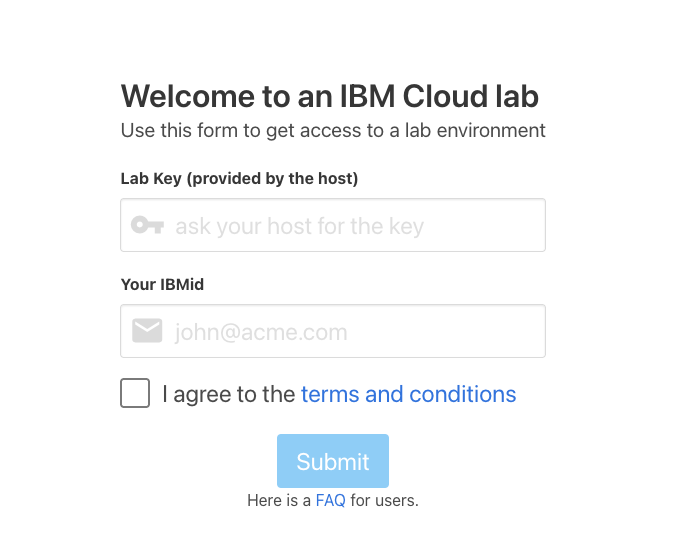 Welcome to an IBM Cloud lab
Use this form to get access to a lab environment
Lab Key (provided by the host)
ask your host for the key
Your IBMid
john@acme.com
I agree to the terms and conditions
Submit
Here is a FAQ for users.